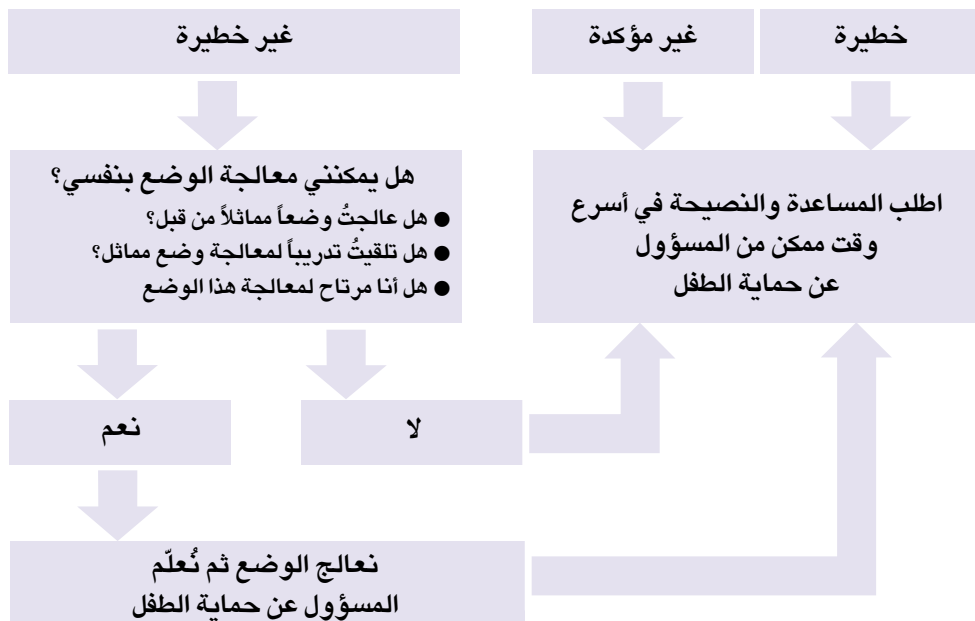 خطيرة
غير مؤكدة
غير خطيرة
اطلب المساعدة والنصيحة في أسرع
وقت ممكن من المسؤول
عن حماية الطفل
هل يمكنني معالجة الوضع بنفسي؟
● هل عالجتُ وضعاً مماثلاً من قبل؟
● هل تلقيتُ تدريباً لمعالجة وضع مماثل؟
● هل أنا مرتاح لمعالجة هذا الوضع
لا
نعم
نعالج الوضع ثم نُعلّم
المسؤول عن حماية الطفل